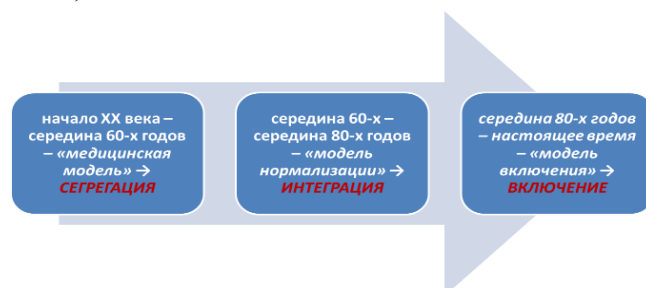 начало XX века –
середина 60-х годов
– «медицинская
модель» →
СЕГРЕГАЦИЯ
середина 60-х –
середина 80-х годов
– «модель
нормализации» →
ИНТЕГРАЦИЯ
середина 80-х годов
– настоящее время
– «модель
включения» →
ВКЛЮЧЕНИЕ